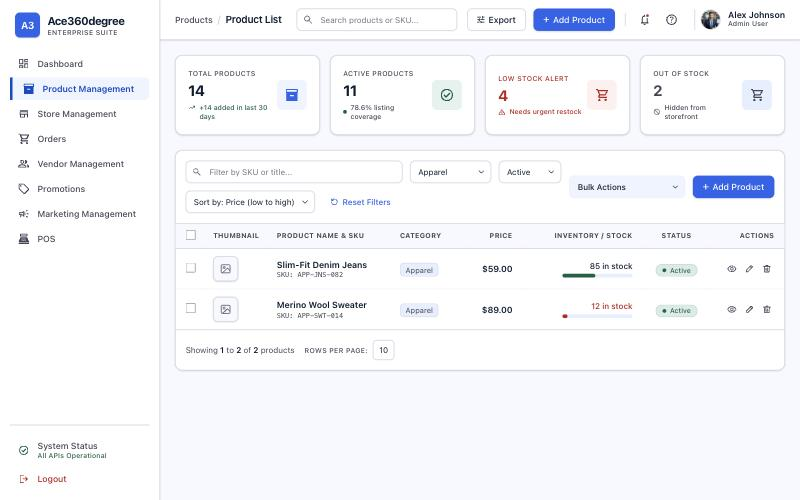 A3
Ace360degree
ENTERPRISE SUITE
Dashboard
Product Management
Store Management
Orders
Vendor Management
Promotions
Marketing Management
POS
System Status
All APIs Operational
Logout
Products / Product List
Search products or SKU...
Export
+ Add Product
Alex Johnson
Admin User
TOTAL PRODUCTS
14
+14 added in last 30
days
ACTIVE PRODUCTS
11
78.6% listing
coverage
LOW STOCK ALERT
4
Needs urgent restock
OUT OF STOCK
2
Hidden from
storefront
Filter by SKU or title...
Apparel
Active
Bulk Actions
+ Add Product
Sort by: Price (low to high)
Reset Filters
THUMBNAIL PRODUCT NAME & SKU CATEGORY PRICE INVENTORY / STOCK STATUS ACTIONS
Slim-Fit Denim Jeans
SKU: APP-JNS-082
Apparel
$59.00
85 in stock
Active
Merino Wool Sweater
SKU: APP-SWT-014
Apparel
$89.00
12 in stock
Active
Showing 1 to 2 of 2 products ROWS PER PAGE: 10